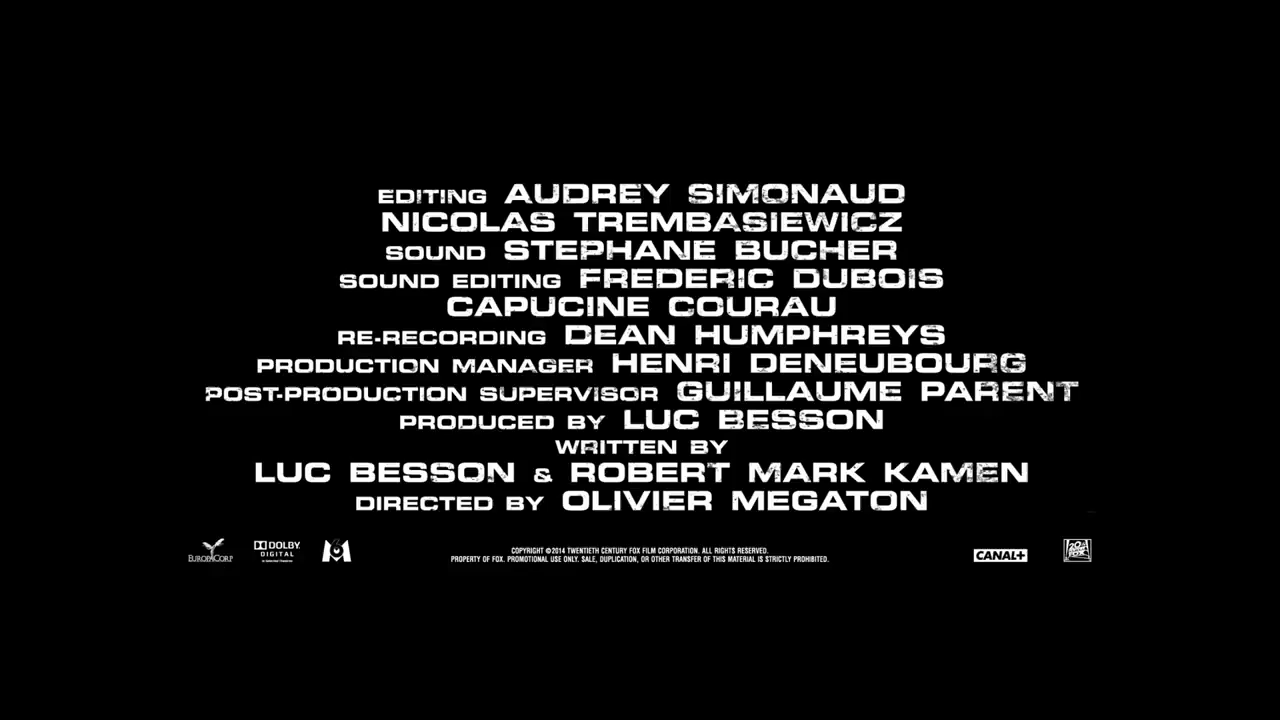 EDITING AUDREY SIMONAUD
NICOLAS TREMBASIEWICZ
SOUND STEPHANE BUCHER
SOUND EDITING FREDERIC DUBOIS
CAPUCINE COURAU
RE-RECORDING DEAN HUMPHREYS
PRODUCTION MANAGER HENRI DENEUBOURG
POST-PRODUCTION SUPERVISOR GUILLAUME PARENT
PRODUCED BY LUC BESSON
WRITTEN BY
LUC BESSON & ROBERT MARK KAMEN
DIRECTED BY OLIVIER MEGATON
EUROPACORP
DOLBY
DIGITAL
M6
COPYRIGHT ©2014 TWENTIETH CENTURY FOX FILM CORPORATION. ALL RIGHTS RESERVED.
PROPERTY OF FOX. PROMOTIONAL USE ONLY. SALE, DUPLICATION, OR OTHER TRANSFER OF THIS MATERIAL IS STRICTLY PROHIBITED.
CANAL+